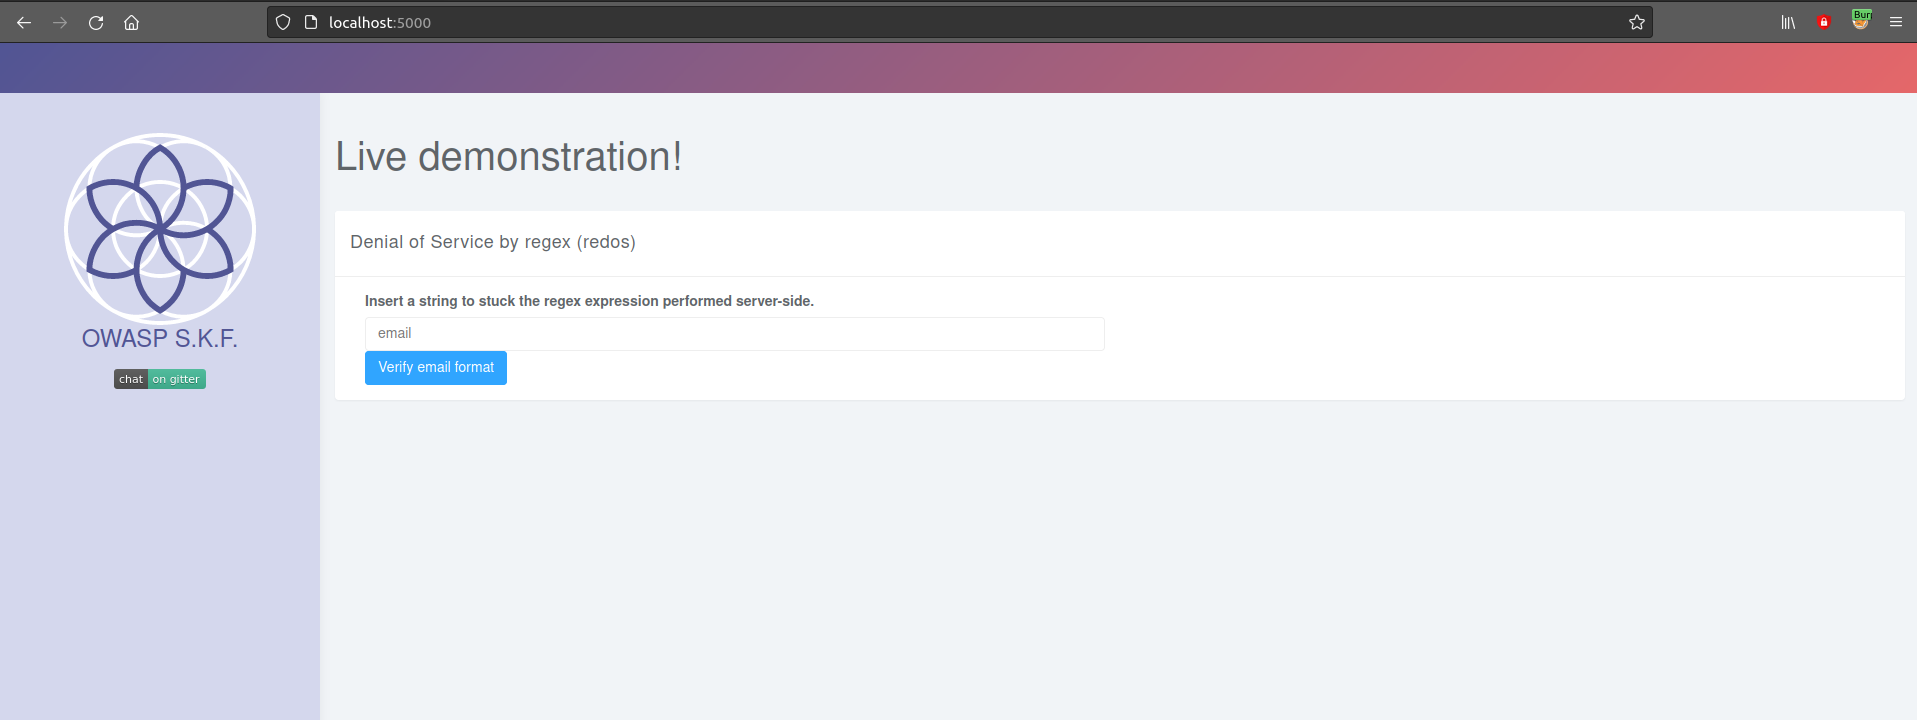 localhost:5000
Bur
Live demonstration!
OWASP S.K.F.
chat on gitter
Denial of Service by regex (redos)
Insert a string to stuck the regex expression performed server-side.
email
Verify email format